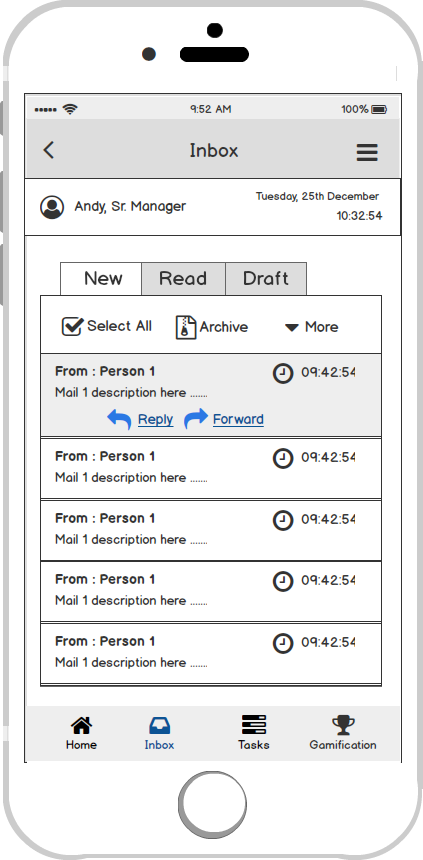 9:52 AM 100%
Inbox
Andy, Sr. Manager
Tuesday, 25th December
10:32:54
New Read Draft
Select All Archive More
From : Person 1 09:42:54
Mail 1 description here .......
Reply Forward
From : Person 1 09:42:54
Mail 1 description here .......
From : Person 1 09:42:54
Mail 1 description here .......
From : Person 1 09:42:54
Mail 1 description here .......
From : Person 1 09:42:54
Mail 1 description here .......
Home Inbox Tasks Gamification